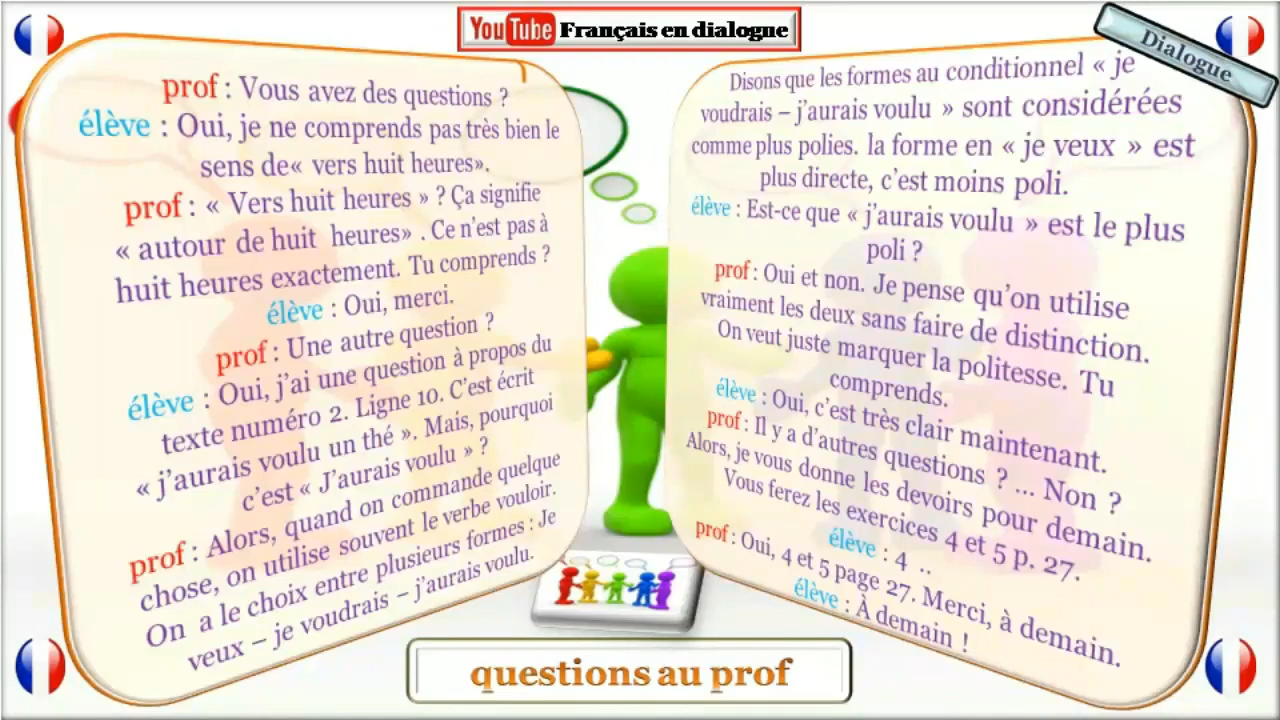 YouTube Français en dialogue
Dialogue
prof : Vous avez des questions ?
élève : Oui, je ne comprends pas très bien le
sens de« vers huit heures».
prof : « Vers huit heures » ? Ça signifie
« autour de huit heures» . Ce n'est pas à
huit heures exactement. Tu comprends ?
élève : Oui, merci.
prof : Une autre question ?
élève : Oui, j'ai une question à propos du
texte numéro 2. Ligne 10. C'est écrit
« j'aurais voulu un thé ». Mais, pourquoi
c'est « J'aurais voulu » ?
prof : Alors, quand on commande quelque
chose, on utilise souvent le verbe vouloir.
On a le choix entre plusieurs formes : Je
veux – je voudrais – j'aurais voulu.
Disons que les formes au conditionnel « je
voudrais – j'aurais voulu » sont considérées
comme plus polies. la forme en « je veux » est
plus directe, c'est moins poli.
élève : Est-ce que « j'aurais voulu » est le plus
poli ?
prof : Oui et non. Je pense qu'on utilise
vraiment les deux sans faire de distinction.
On veut juste marquer la politesse. Tu
comprends.
élève : Oui, c'est très clair maintenant.
prof : Il y a d'autres questions ? ... Non ?
Alors, je vous donne les devoirs pour demain.
Vous ferez les exercices 4 et 5 p. 27.
élève : 4 ..
prof : Oui, 4 et 5 page 27. Merci, à demain.
élève : À demain !
questions au prof